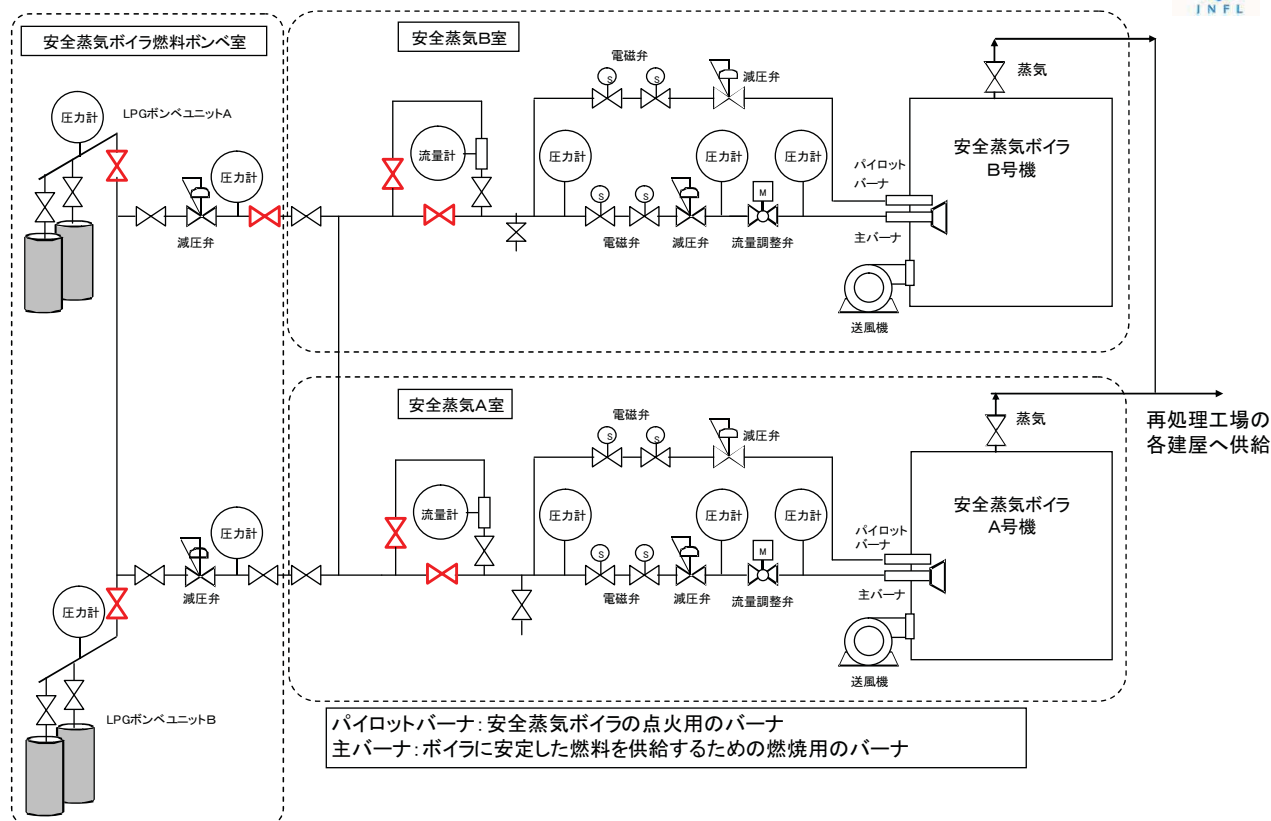 JNFL
安全蒸気ボイラ燃料ボンベ室
圧力計
LPGボンベユニットA
圧力計
減圧弁
安全蒸気B室
流量計
電磁弁
S
S
減圧弁
圧力計
S
S
電磁弁
減圧弁
圧力計
M
流量調整弁
圧力計
パイロット
バーナ
主バーナ
送風機
蒸気
安全蒸気ボイラ
B号機
再処理工場の
各建屋へ供給
圧力計
減圧弁
圧力計
LPGボンベユニットB
安全蒸気A室
流量計
電磁弁
S
S
減圧弁
圧力計
S
S
電磁弁
減圧弁
圧力計
M
流量調整弁
圧力計
パイロット
バーナ
主バーナ
送風機
蒸気
安全蒸気ボイラ
A号機
パイロットバーナ：安全蒸気ボイラの点火用のバーナ
主バーナ：ボイラに安定した燃料を供給するための燃焼用のバーナ